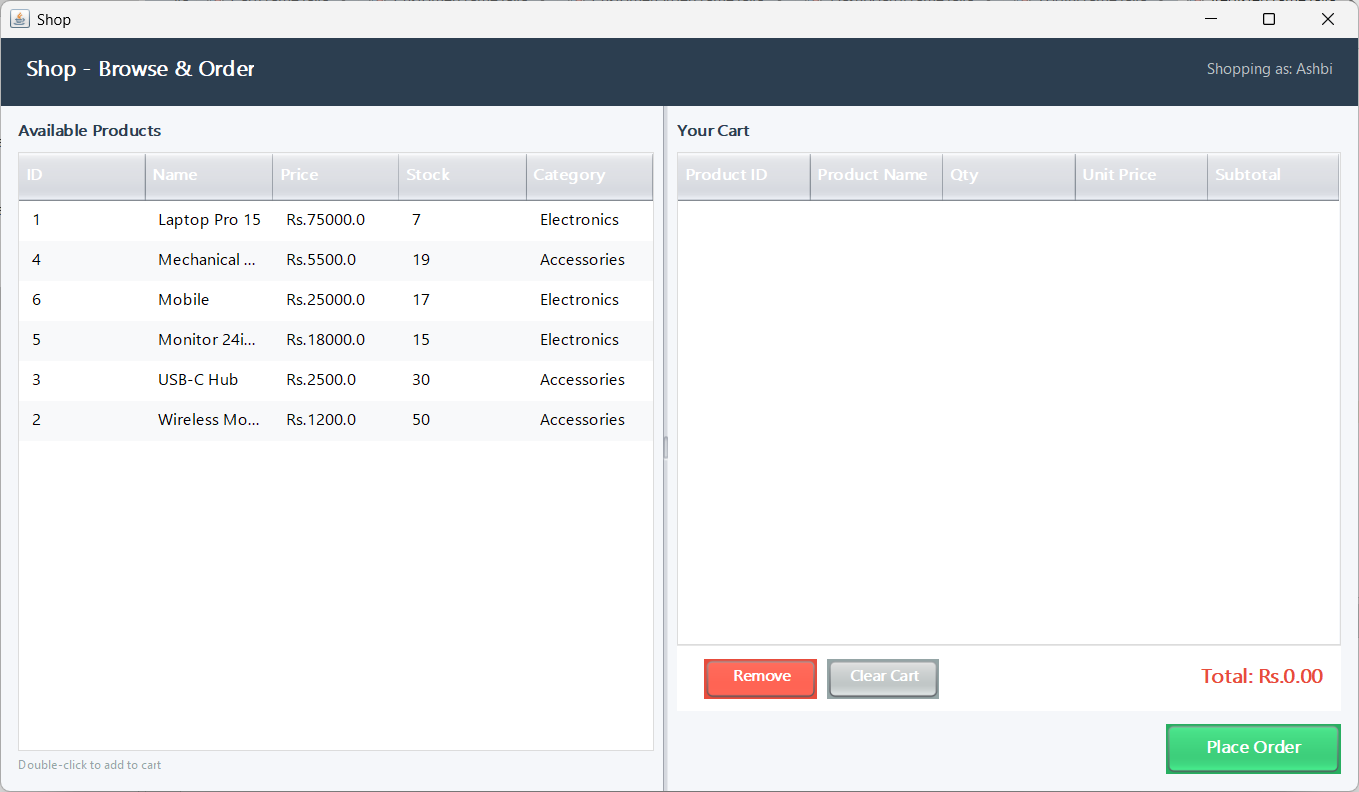 Shop
Shop - Browse & Order
Shopping as: Ashbi
Available Products
ID Name Price Stock Category
1 Laptop Pro 15 Rs.75000.0 7 Electronics
4 Mechanical ... Rs.5500.0 19 Accessories
6 Mobile Rs.25000.0 17 Electronics
5 Monitor 24i... Rs.18000.0 15 Electronics
3 USB-C Hub Rs.2500.0 30 Accessories
2 Wireless Mo... Rs.1200.0 50 Accessories
Double-click to add to cart
Your Cart
Product ID Product Name Qty Unit Price Subtotal
Remove Clear Cart Total: Rs.0.00
Place Order